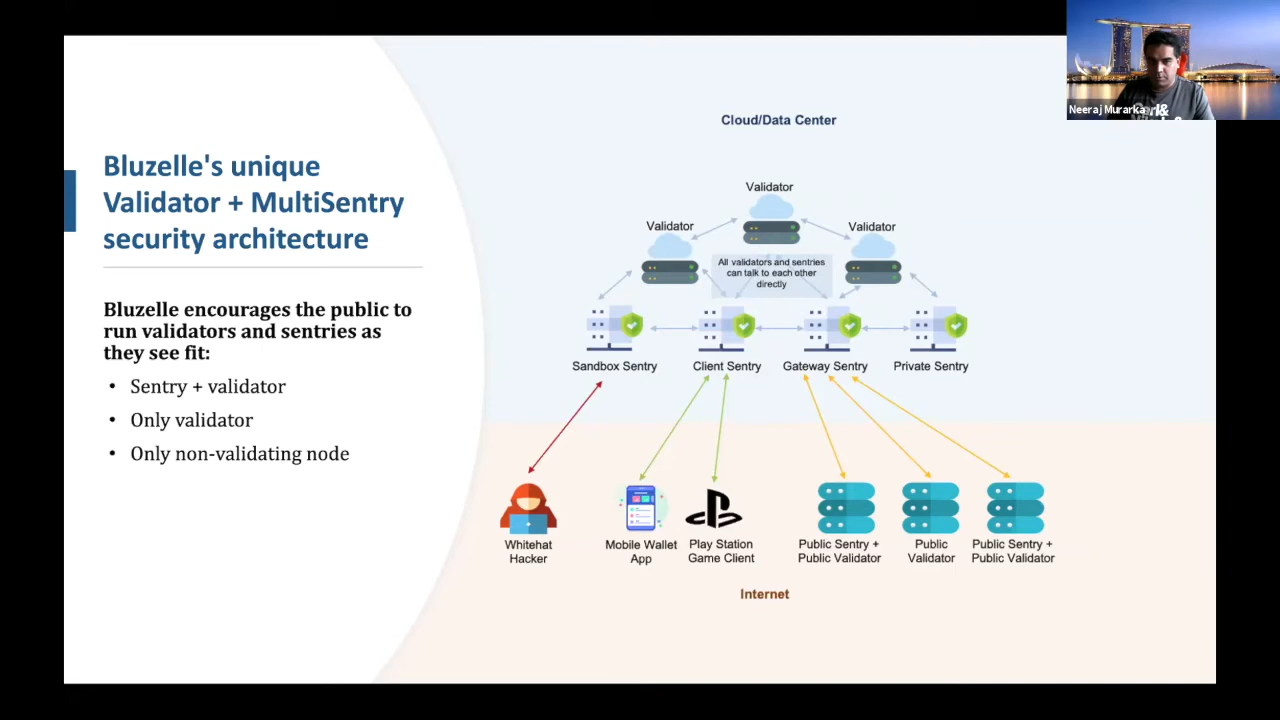 Neeraj Murarka
Cloud/Data Center
Bluzelle's unique
Validator + MultiSentry
security architecture
Bluzelle encourages the public to
run validators and sentries as
they see fit:
• Sentry + validator
• Only validator
• Only non-validating node
Validator
Validator
Validator
All validators and sentries
can talk to each other
directly
Sandbox Sentry
Client Sentry
Gateway Sentry
Private Sentry
Whitehat
Hacker
Mobile Wallet
App
Play Station
Game Client
Public Sentry +
Public Validator
Public
Validator
Public Sentry +
Public Validator
Internet